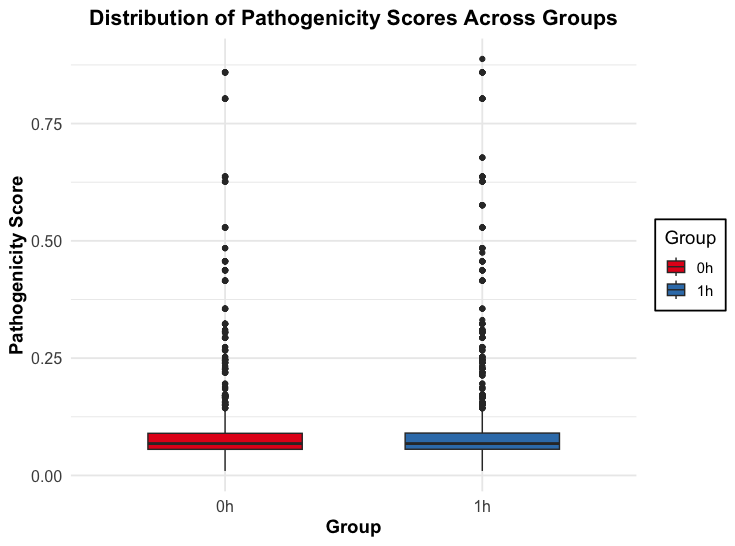 Distribution of Pathogenicity Scores Across Groups
Pathogenicity Score
0.75
0.50
0.25
0.00
0h
1h
Group
Group
0h
1h